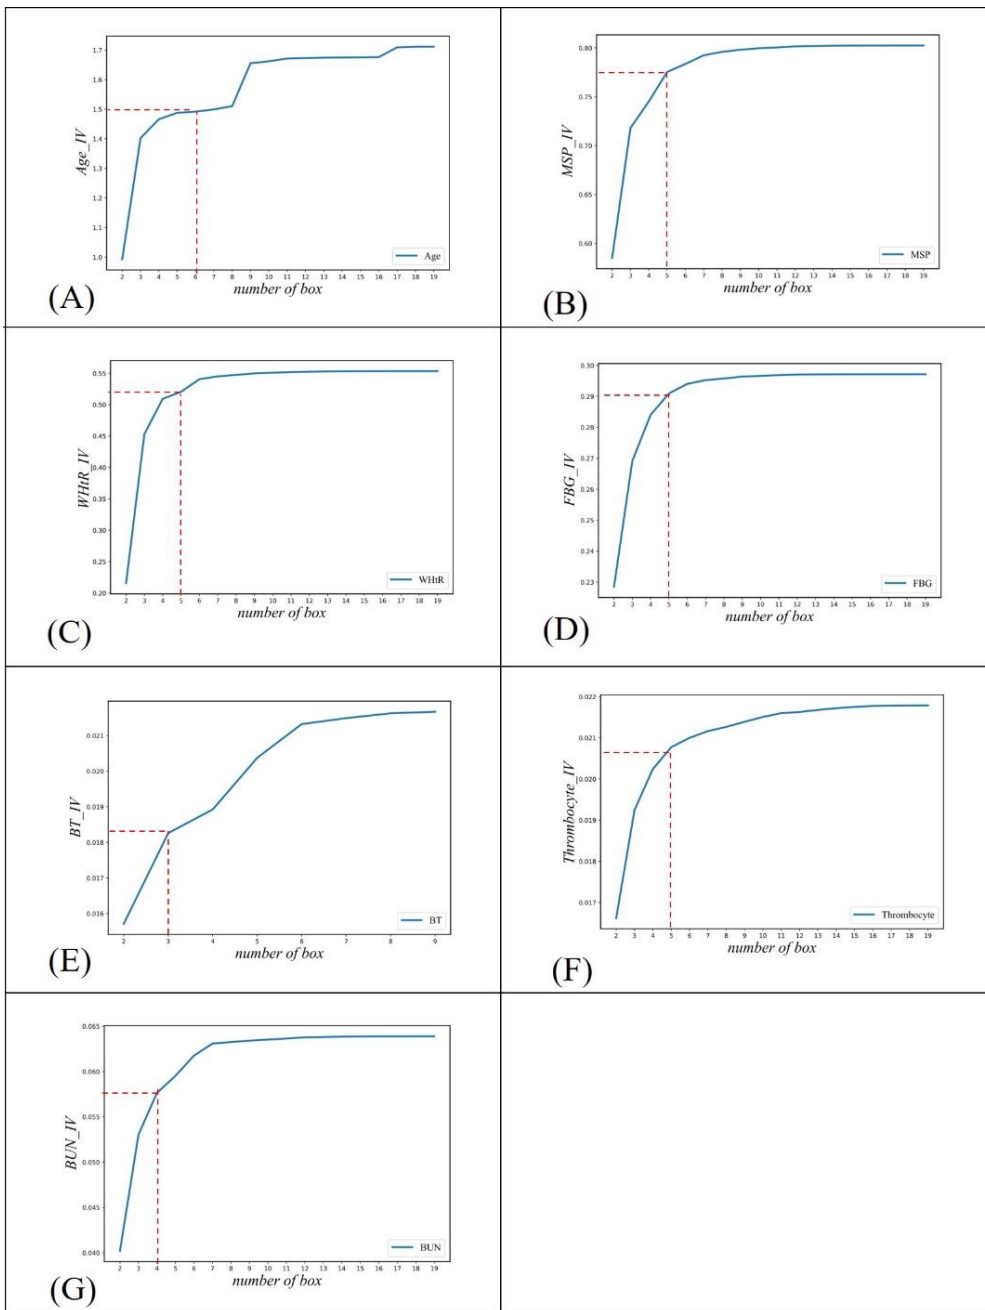 1.7
1.6
1.5
1.4
1.3
1.2
1.1
1.0
Age_IV
2 3 4 5 6 7 8 9 10 11 12 13 14 15 16 17 18 19
number of box
Age
(A)
0.80
0.75
0.70
0.65
0.60
MSP_IV
2 3 4 5 6 7 8 9 10 11 12 13 14 15 16 17 18 19
number of box
MSP
(B)
0.55
0.50
0.45
0.40
0.35
0.30
0.25
0.20
WHtR_IV
2 3 4 5 6 7 8 9 10 11 12 13 14 15 16 17 18 19
number of box
WHtR
(C)
0.30
0.29
0.28
0.27
0.26
0.25
0.24
0.23
FBG_IV
2 3 4 5 6 7 8 9 10 11 12 13 14 15 16 17 18 19
number of box
FBG
(D)
0.021
0.020
0.019
0.018
0.017
0.016
BT_IV
2 3 4 5 6 7 8 9
number of box
BT
(E)
0.022
0.021
0.020
0.019
0.018
0.017
Thrombocyte_IV
2 3 4 5 6 7 8 9 10 11 12 13 14 15 16 17 18 19
number of box
Thrombocyte
(F)
0.065
0.060
0.055
0.050
0.045
0.040
BUN_IV
2 3 4 5 6 7 8 9 10 11 12 13 14 15 16 17 18 19
number of box
BUN
(G)